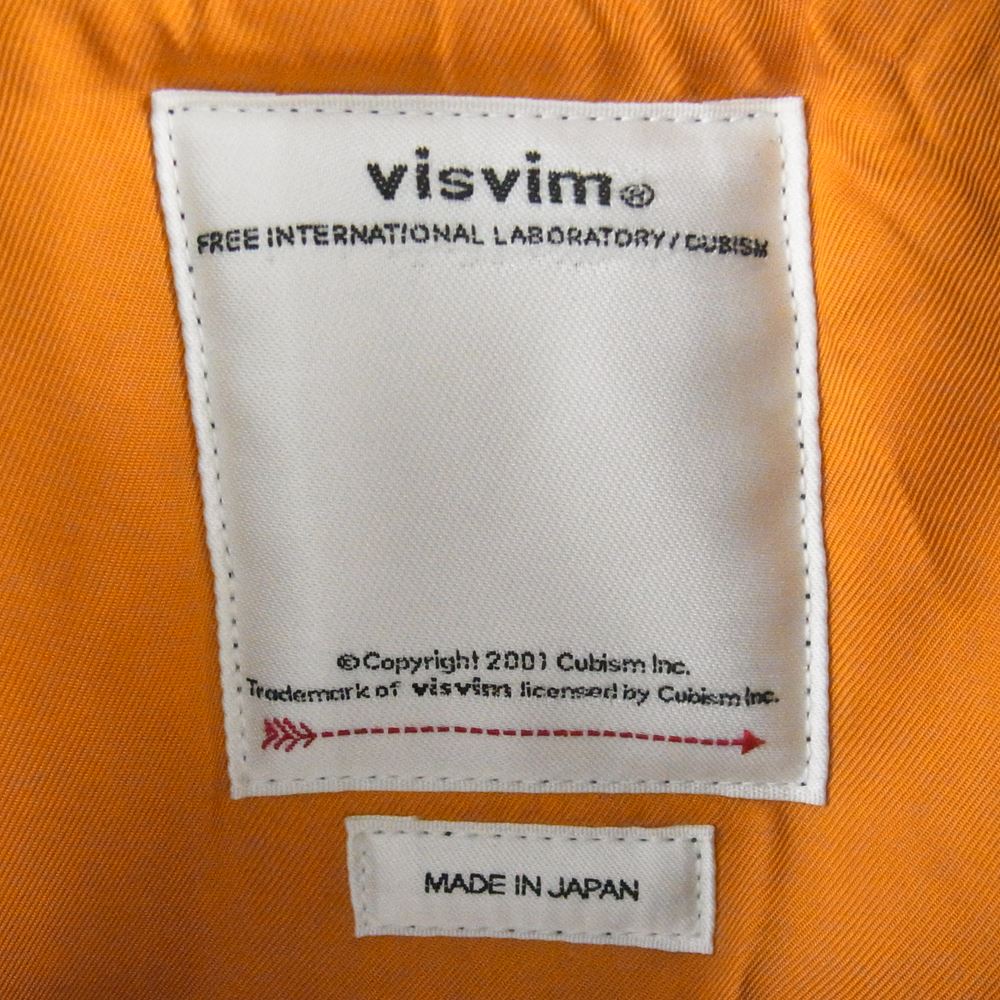 visvim®
FREE INTERNATIONAL LABORATORY / CUBISM
©Copyright 2001 Cubism Inc.
Trademark of visvim licensed by Cubism Inc.
MADE IN JAPAN